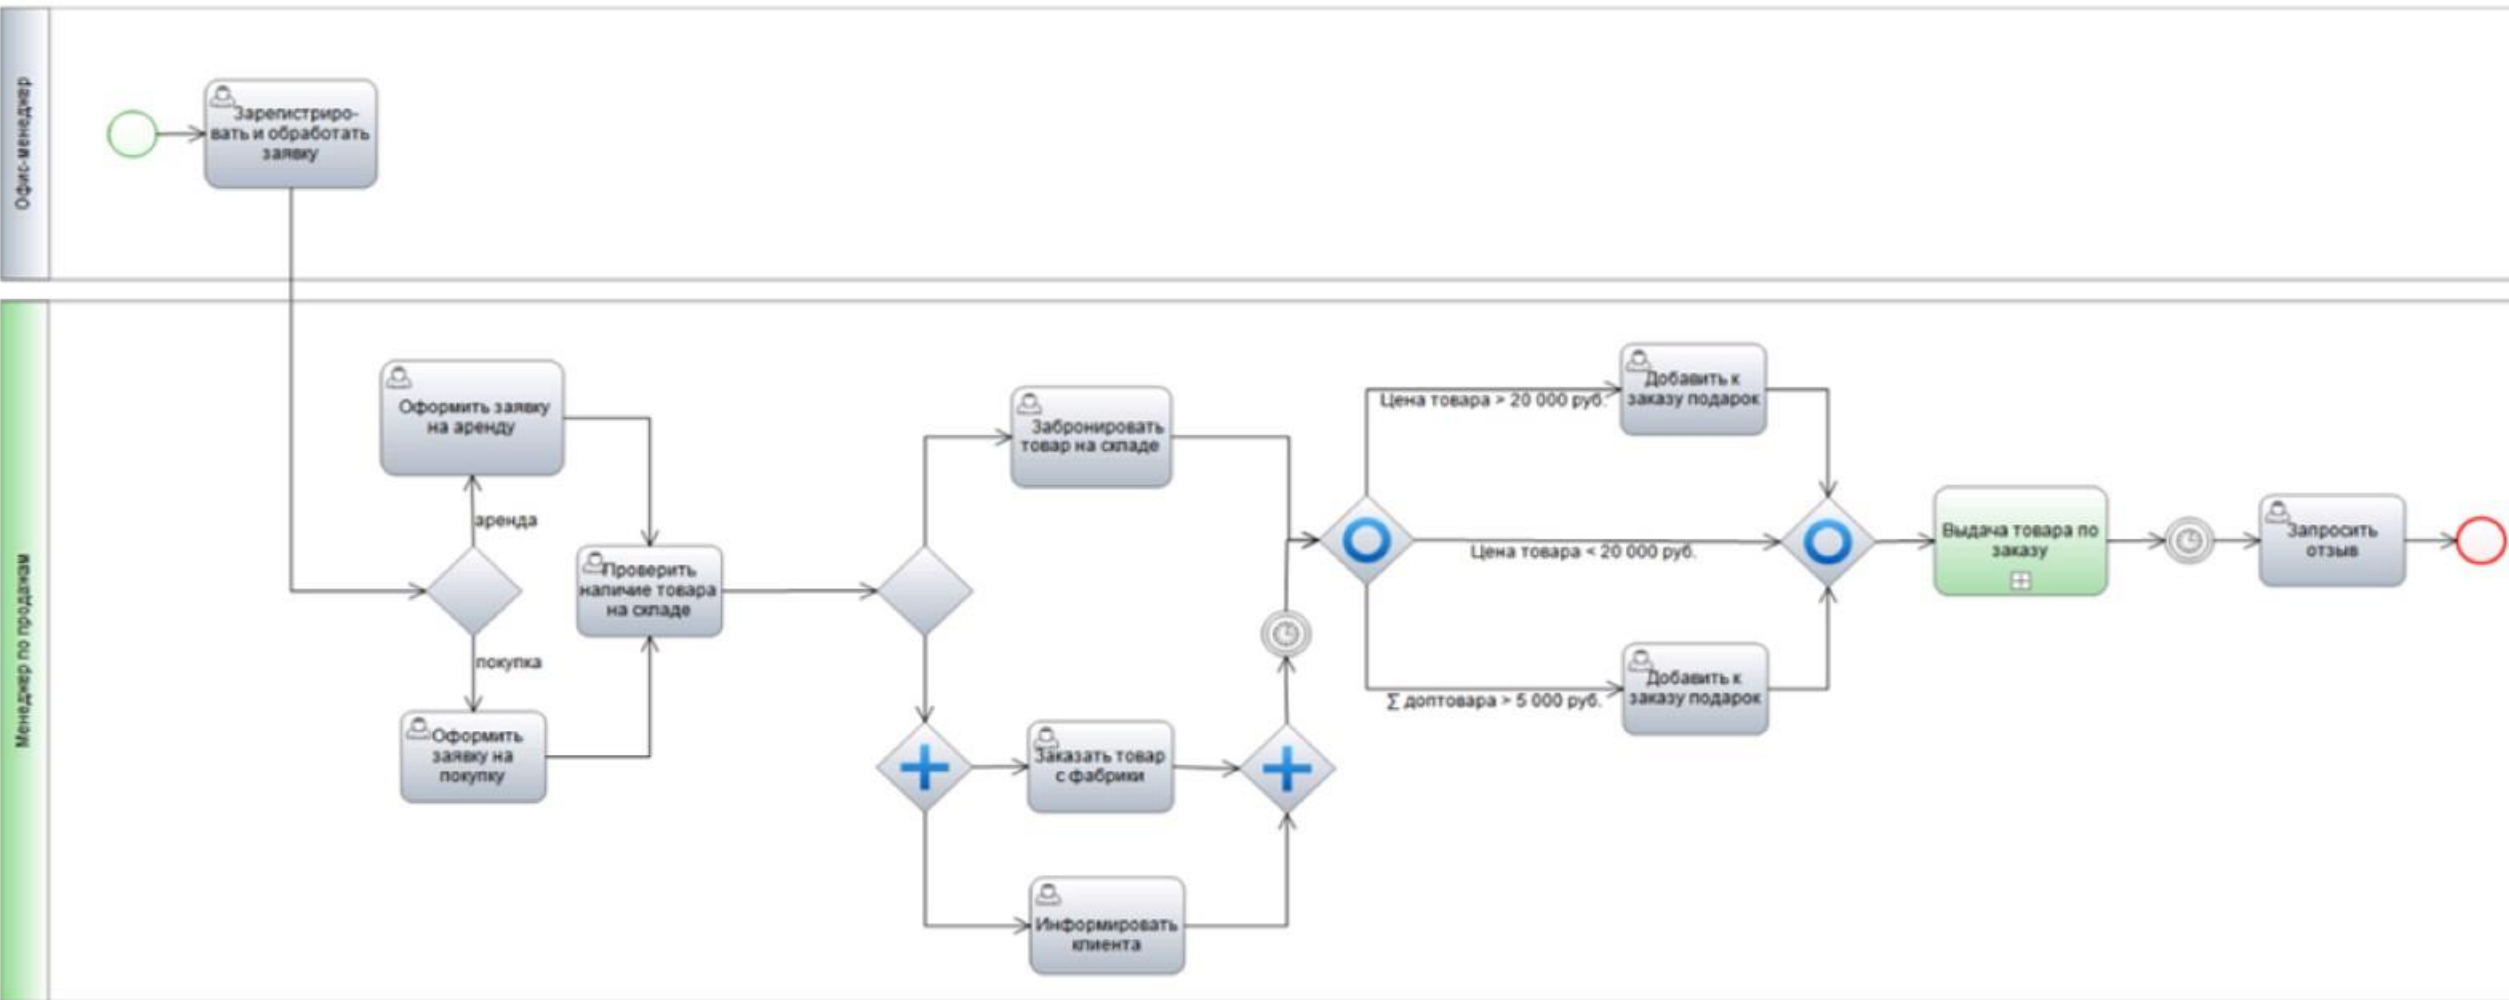 Офис-менеджер
Зарегистриро-
вать и обработать
заявку
Менеджер по продажам
Оформить заявку
на аренду
аренда
покупка
Оформить
заявку на
покупку
Проверить
наличие товара
на складе
Забронировать
товар на складе
Заказать товар
с фабрики
Информировать
клиента
Цена товара > 20 000 руб.
Цена товара < 20 000 руб.
∑ доптовара > 5 000 руб.
Добавить к
заказу подарок
Добавить к
заказу подарок
Выдача товара по
заказу
Запросить
отзыв